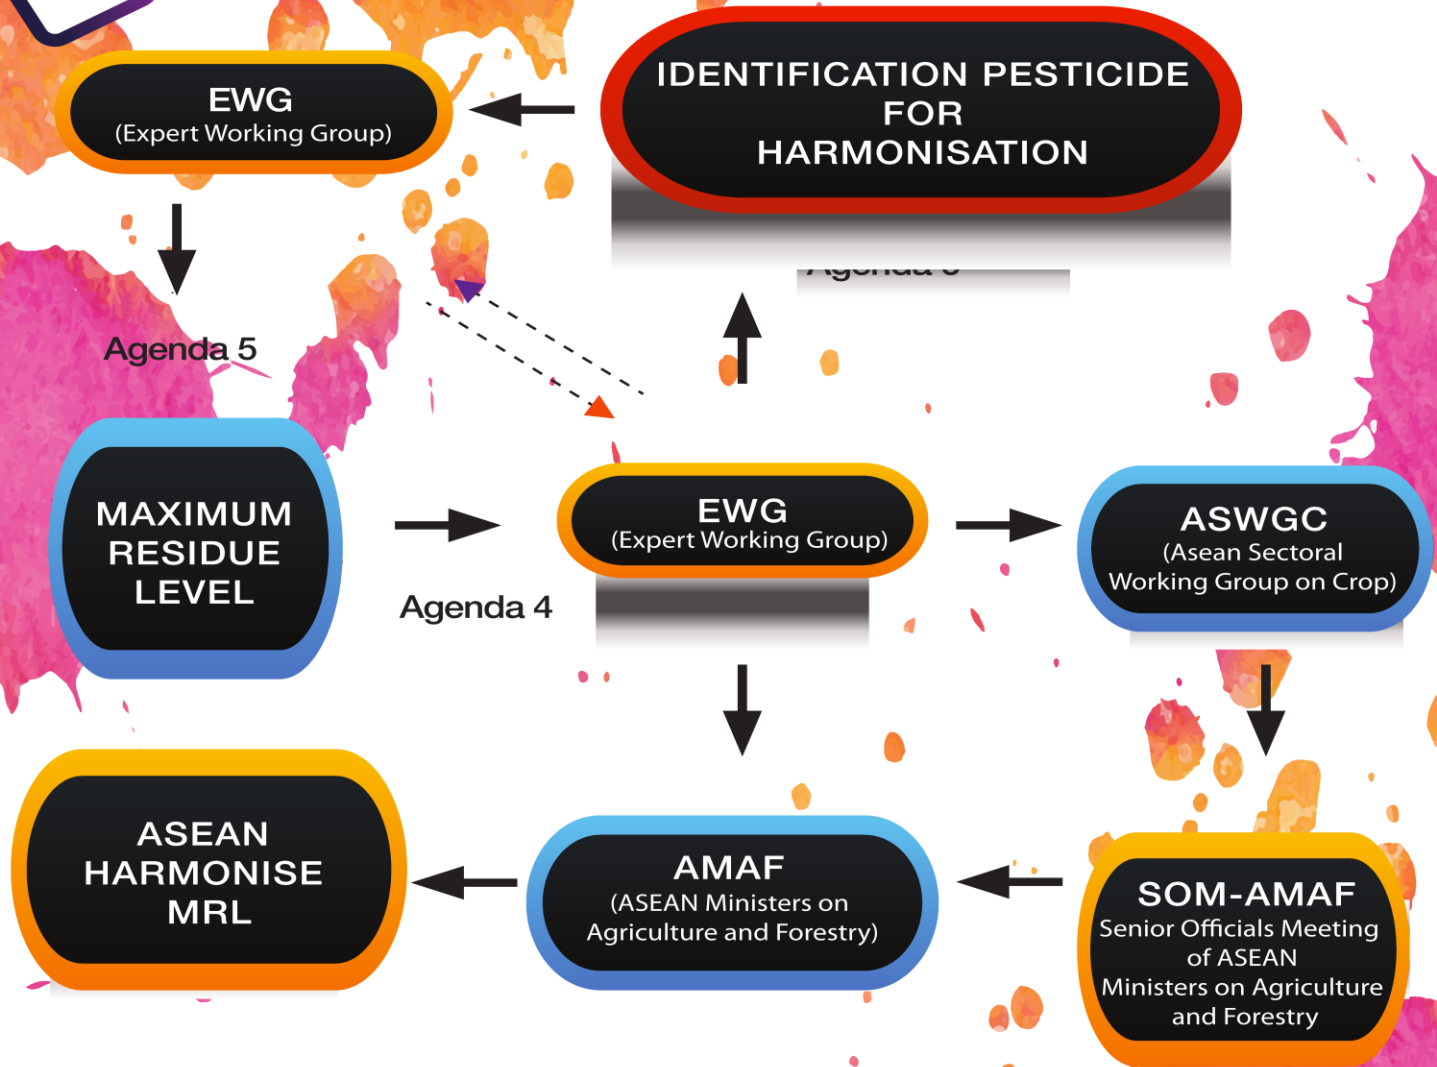 IDENTIFICATION PESTICIDE
FOR
HARMONISATION
EWG
(Expert Working Group)
Agenda
Agenda 5
MAXIMUM
RESIDUE
LEVEL
EWG
(Expert Working Group)
Agenda 4
ASWGC
(Asean Sectoral
Working Group on Crop)
ASEAN
HARMONISE
MRL
AMAF
(ASEAN Ministers on
Agriculture and Forestry)
SOM-AMAF
Senior Officials Meeting
of ASEAN
Ministers on Agriculture
and Forestry